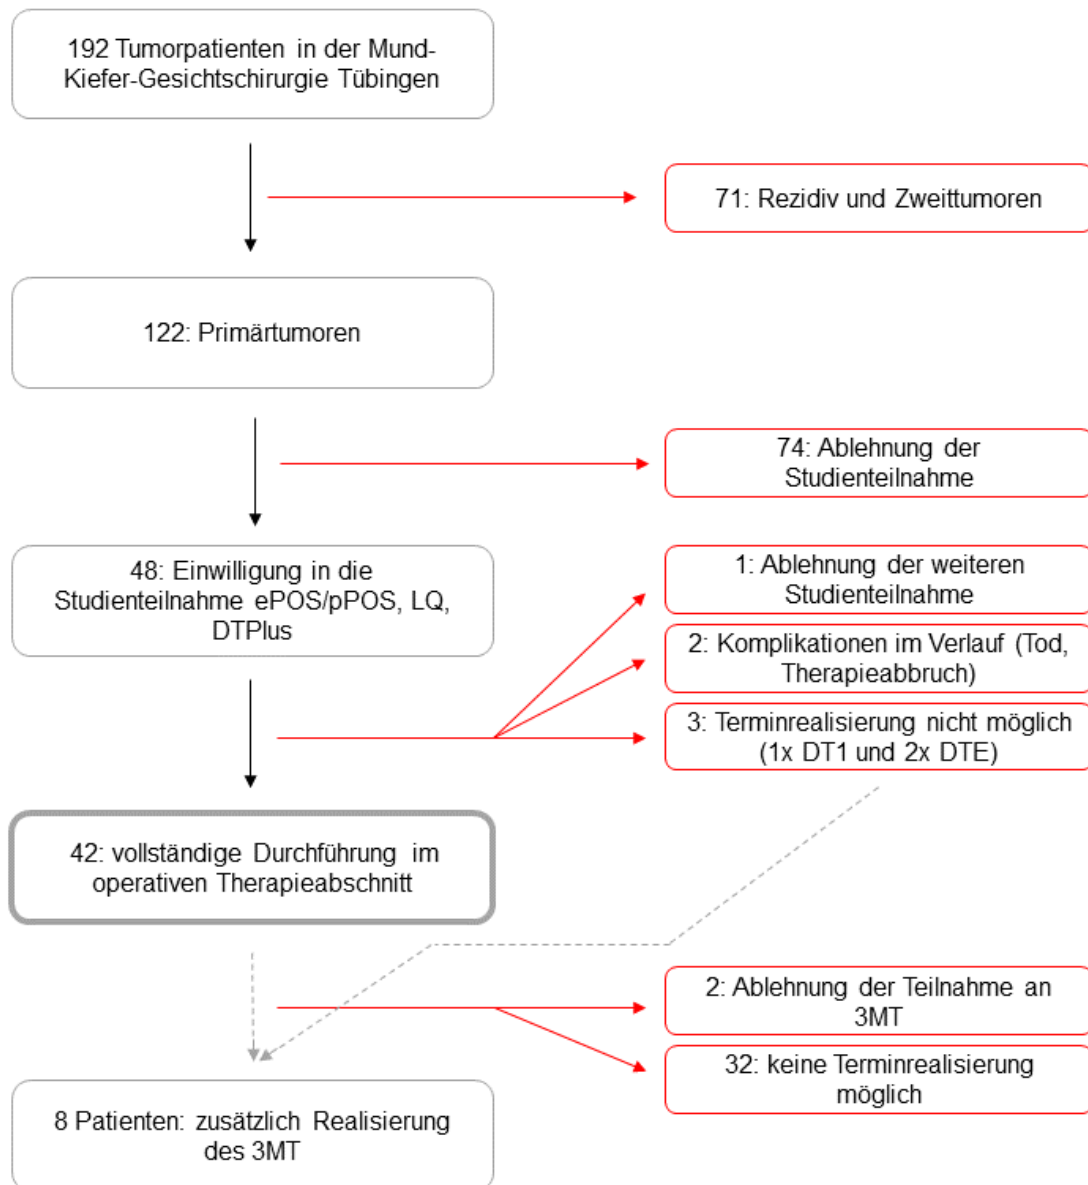 192 Tumorpatienten in der Mund-
Kiefer-Gesichtschirurgie Tübingen
71: Rezidiv und Zweittumoren
122: Primärtumoren
74: Ablehnung der
Studienteilnahme
48: Einwilligung in die
Studienteilnahme ePOS/pPOS, LQ,
DTPlus
1: Ablehnung der weiteren
Studienteilnahme
2: Komplikationen im Verlauf (Tod,
Therapieabbruch)
3: Terminrealisierung nicht möglich
(1x DT1 und 2x DTE)
42: vollständige Durchführung im
operativen Therapieabschnitt
2: Ablehnung der Teilnahme an
3MT
32: keine Terminrealisierung
möglich
8 Patienten: zusätzlich Realisierung
des 3MT